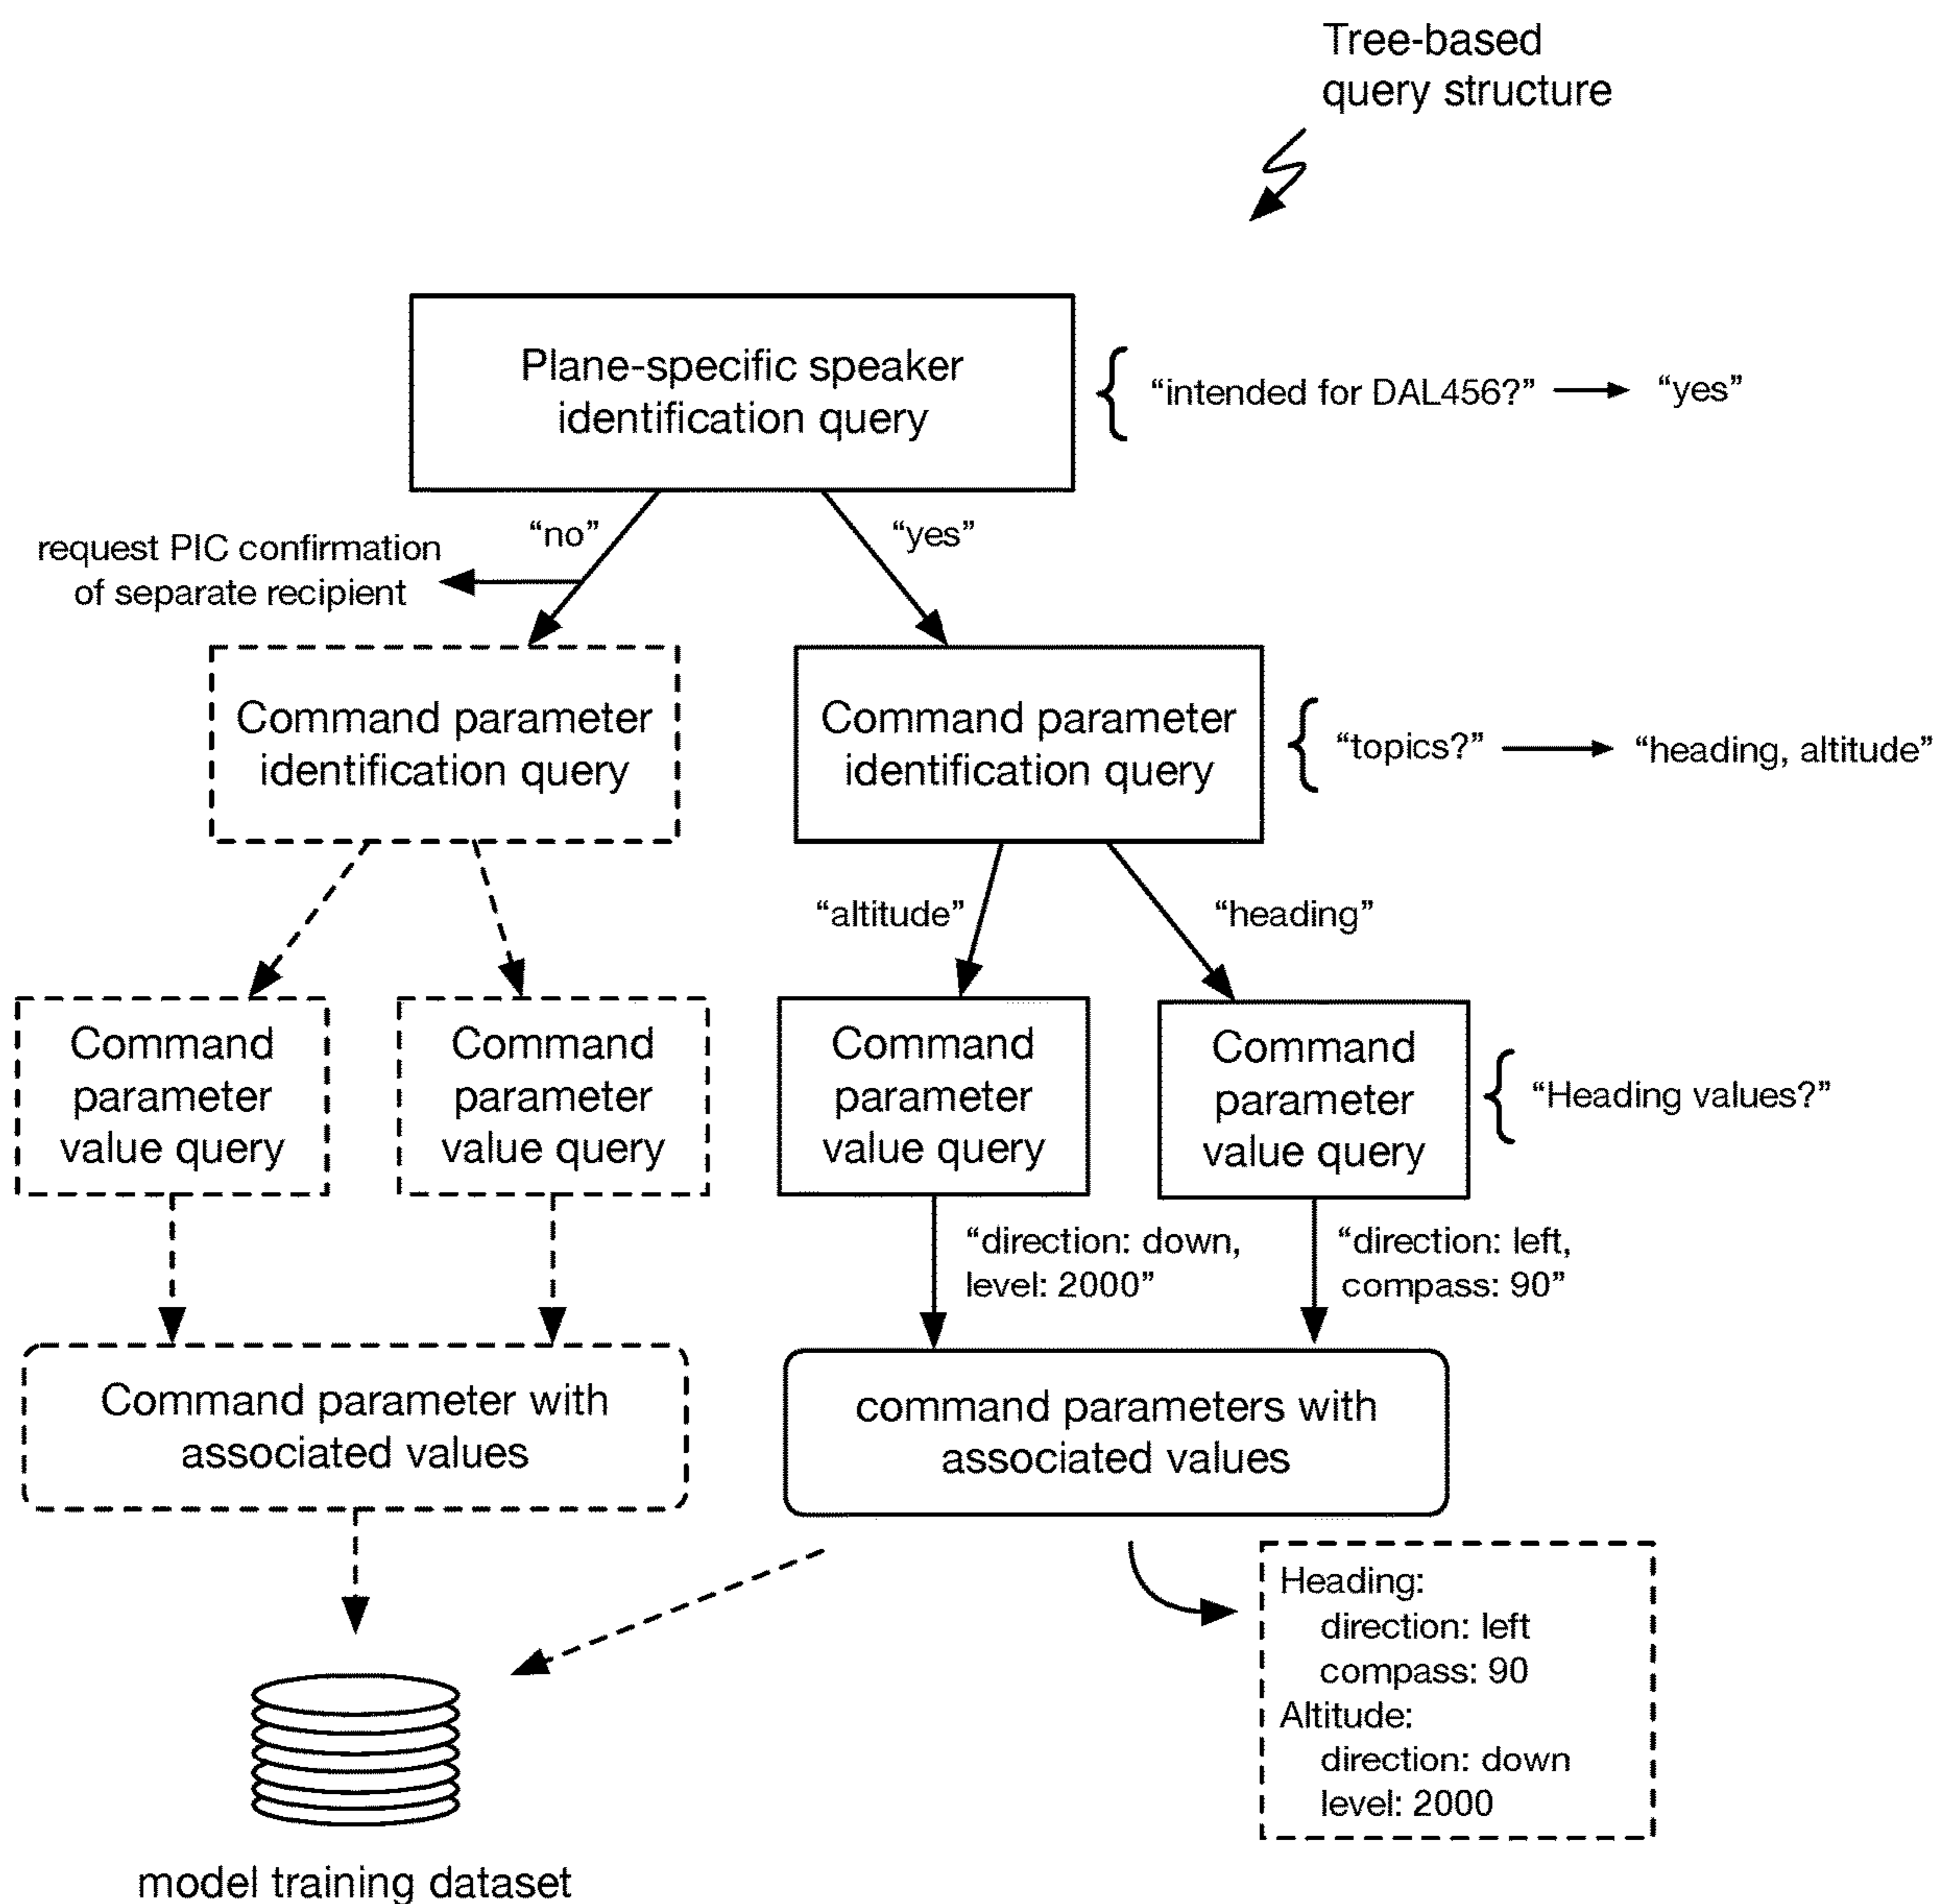 Tree-based
query structure
Plane-specific speaker
identification query
“intended for DAL456?”
“yes”
“no”
“yes”
request PIC confirmation
of separate recipient
Command parameter
identification query
Command parameter
identification query
“topics?”
“heading, altitude”
“altitude”
“heading”
Command
parameter
value query
Command
parameter
value query
Command
parameter
value query
Command
parameter
value query
“Heading values?”
“direction: down,
level: 2000”
“direction: left,
compass: 90”
Command parameter with
associated values
command parameters with
associated values
Heading:
direction: left
compass: 90
Altitude:
direction: down
level: 2000
model training dataset